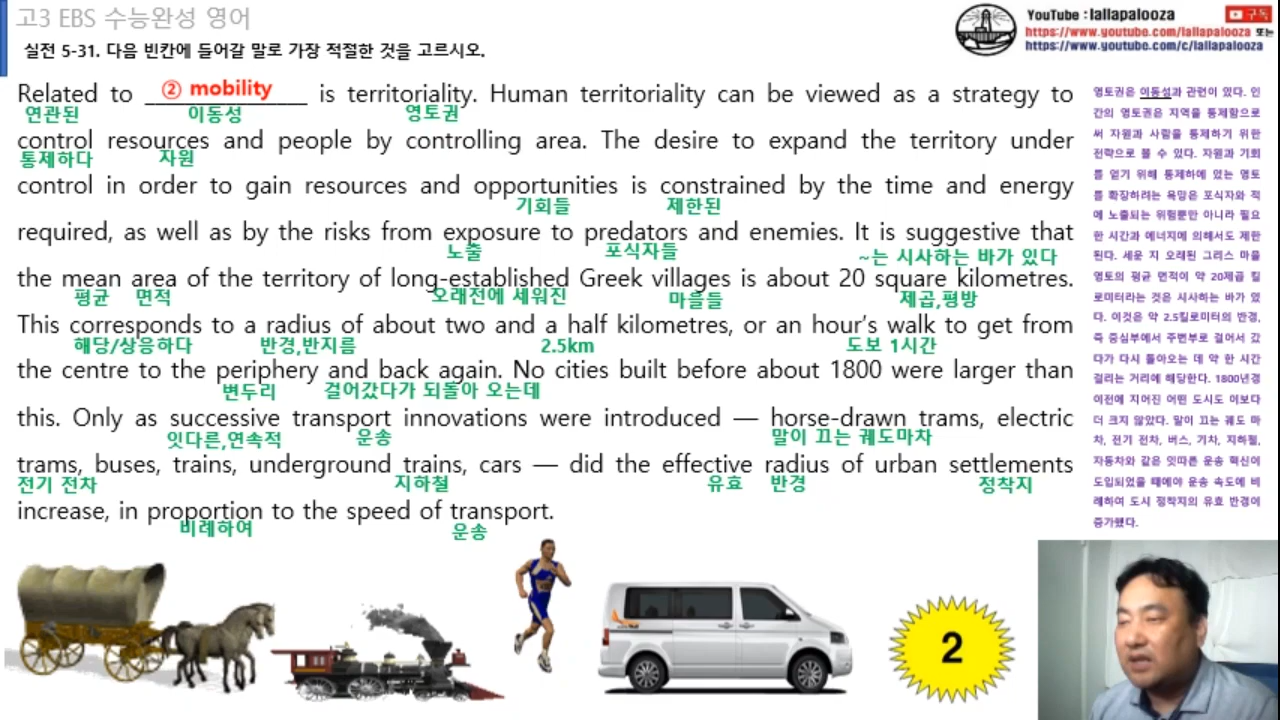 고3 EBS 수능완성 영어
실전 5-31. 다음 빈칸에 들어갈 말로 가장 적절한 것을 고르시오.
YouTube : lallapalooza
구독
https://www.youtube.com/lallapalooza 또는
https://www.youtube.com/c/lallapalooza
Related to ② mobility is territoriality. Human territoriality can be viewed as a strategy to
연관된 이동성 영토권
control resources and people by controlling area. The desire to expand the territory under
통제하다 자원
control in order to gain resources and opportunities is constrained by the time and energy
기회들 제한된
required, as well as by the risks from exposure to predators and enemies. It is suggestive that
노출 포식자들 ~는 시사하는 바가 있다
the mean area of the territory of long-established Greek villages is about 20 square kilometres.
평균 면적 오래전에 세워진 마을들 제곱,평방
This corresponds to a radius of about two and a half kilometres, or an hour's walk to get from
해당/상응하다 반경,반지름 2.5km 도보 1시간
the centre to the periphery and back again. No cities built before about 1800 were larger than
변두리 걸어갔다가 되돌아 오는데
this. Only as successive transport innovations were introduced — horse-drawn trams, electric
잇다른,연속적 운송 말이 끄는 궤도마차
trams, buses, trains, underground trains, cars — did the effective radius of urban settlements
전기 전차 지하철 유효 반경 정착지
increase, in proportion to the speed of transport.
비례하여 운송
영토권은 이동성과 관련이 있다. 인
간의 영토권은 지역을 통제함으로
써 자원과 사람을 통제하기 위한
전략으로 볼 수 있다. 자원과 기회
를 얻기 위해 통제하에 있는 영토
를 확장하려는 욕망은 포식자와 적
에 노출되는 위험뿐만 아니라 필요
한 시간과 에너지에 의해서도 제한
된다. 세운 지 오래된 그리스 마을
영토의 평균 면적이 약 20제곱 킬
로미터라는 것은 시사하는 바가 있
다. 이것은 약 2.5킬로미터의 반경,
즉 중심부에서 주변부로 걸어서 갔
다가 다시 돌아오는 데 약 한 시간
걸리는 거리에 해당한다. 1800년경
이전에 지어진 어떤 도시도 이보다
더 크지 않았다. 말이 끄는 궤도 마
차, 전기 전차, 버스, 기차, 지하철,
자동차와 같은 잇따른 운송 혁신이
도입되었을 때에야 운송 속도에 비
례하여 도시 정착지의 유효 반경이
증가했다.
2